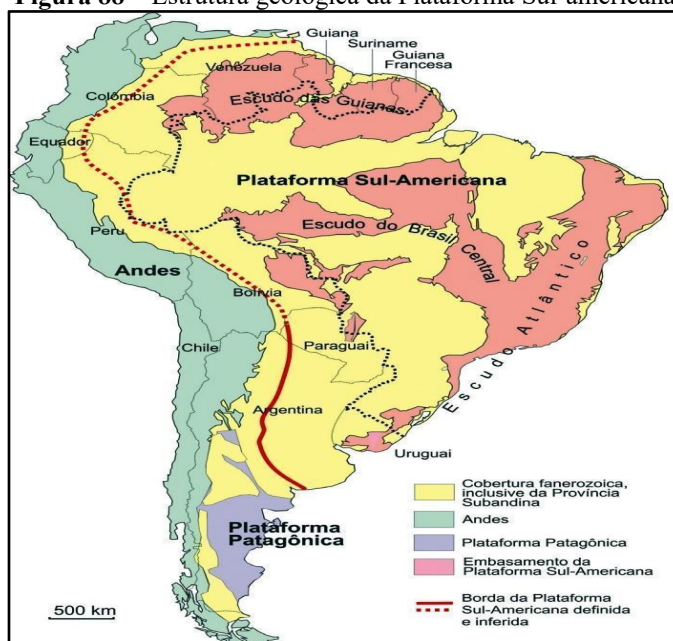 Figura 68 – Estrutura geológica da Plataforma Sul-americana
Guiana
Suriname
Guiana
Francesa
Venezuela
Escudo das Guianas
Colômbia
Equador
Plataforma Sul-Americana
Escudo do Brasil Central
Peru
Andes
Bolívia
Escudo Atlântico
Paraguai
Chile
Argentina
Uruguai
Plataforma
Patagônica
Cobertura fanerozoica,
inclusive da Província
Subandina
Andes
Plataforma Patagônica
Embasamento da
Plataforma Sul-Americana
Borda da Plataforma
Sul-Americana definida
e inferida
500 km